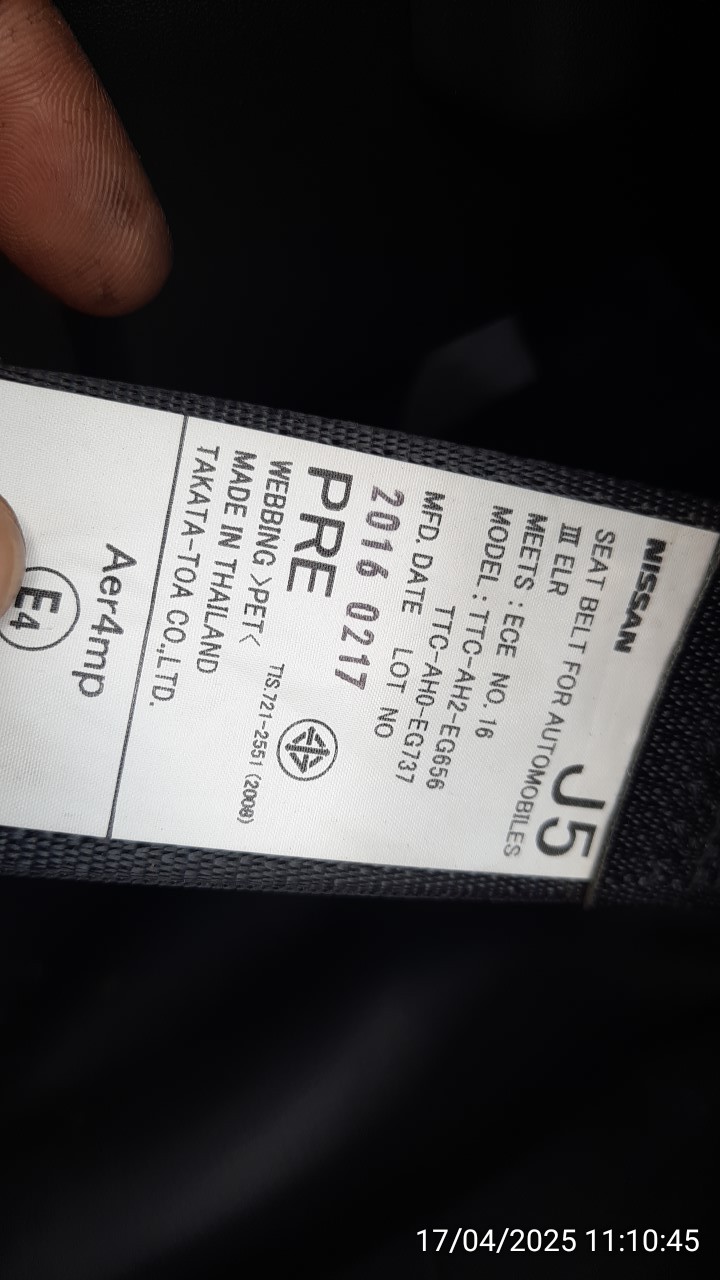 NISSAN
J5
SEAT BELT FOR AUTOMOBILES
Ⅲ ELR
MEETS : ECE NO. 16
MODEL : TTC-AH2-EG656
TTC-AH0-EG737
MFD. DATE LOT NO
2016 0217
PRE
WEBBING >PET< TIS.721-2551 (2008)
MADE IN THAILAND
TAKATA-TOA CO.,LTD.
Aer4mp
E4
17/04/2025 11:10:45